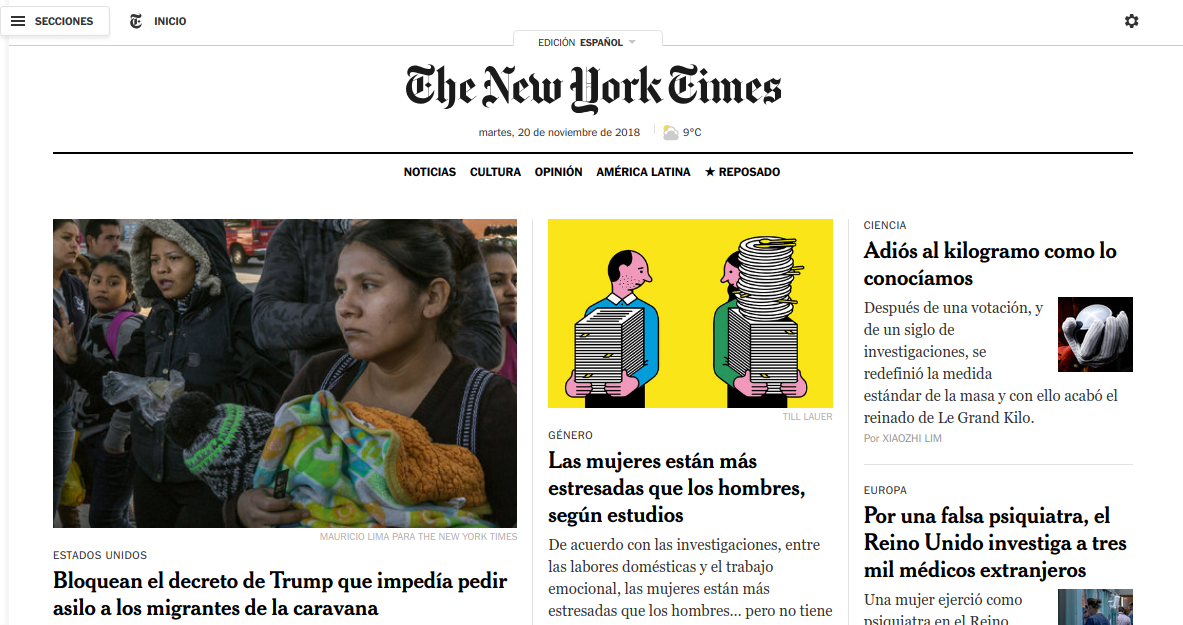 SECCIONES
INICIO
EDICIÓN ESPAÑOL
The New York Times
martes, 20 de noviembre de 2018
9°C
NOTICIAS CULTURA OPINIÓN AMÉRICA LATINA ★ REPOSADO
MAURICIO LIMA PARA THE NEW YORK TIMES
ESTADOS UNIDOS
Bloquean el decreto de Trump que impedía pedir
asilo a los migrantes de la caravana
TILL LAUER
GÉNERO
Las mujeres están más
estresadas que los hombres,
según estudios
De acuerdo con las investigaciones, entre
las labores domésticas y el trabajo
emocional, las mujeres están más
estresadas que los hombres... pero no tiene
CIENCIA
Adiós al kilogramo como lo
conocíamos
Después de una votación, y
de un siglo de
investigaciones, se
redefinió la medida
estándar de la masa y con ello acabó el
reinado de Le Grand Kilo.
Por XIAOZHI LIM
EUROPA
Por una falsa psiquiatra, el
Reino Unido investiga a tres
mil médicos extranjeros
Una mujer ejerció como
psiquiatra en el Reino